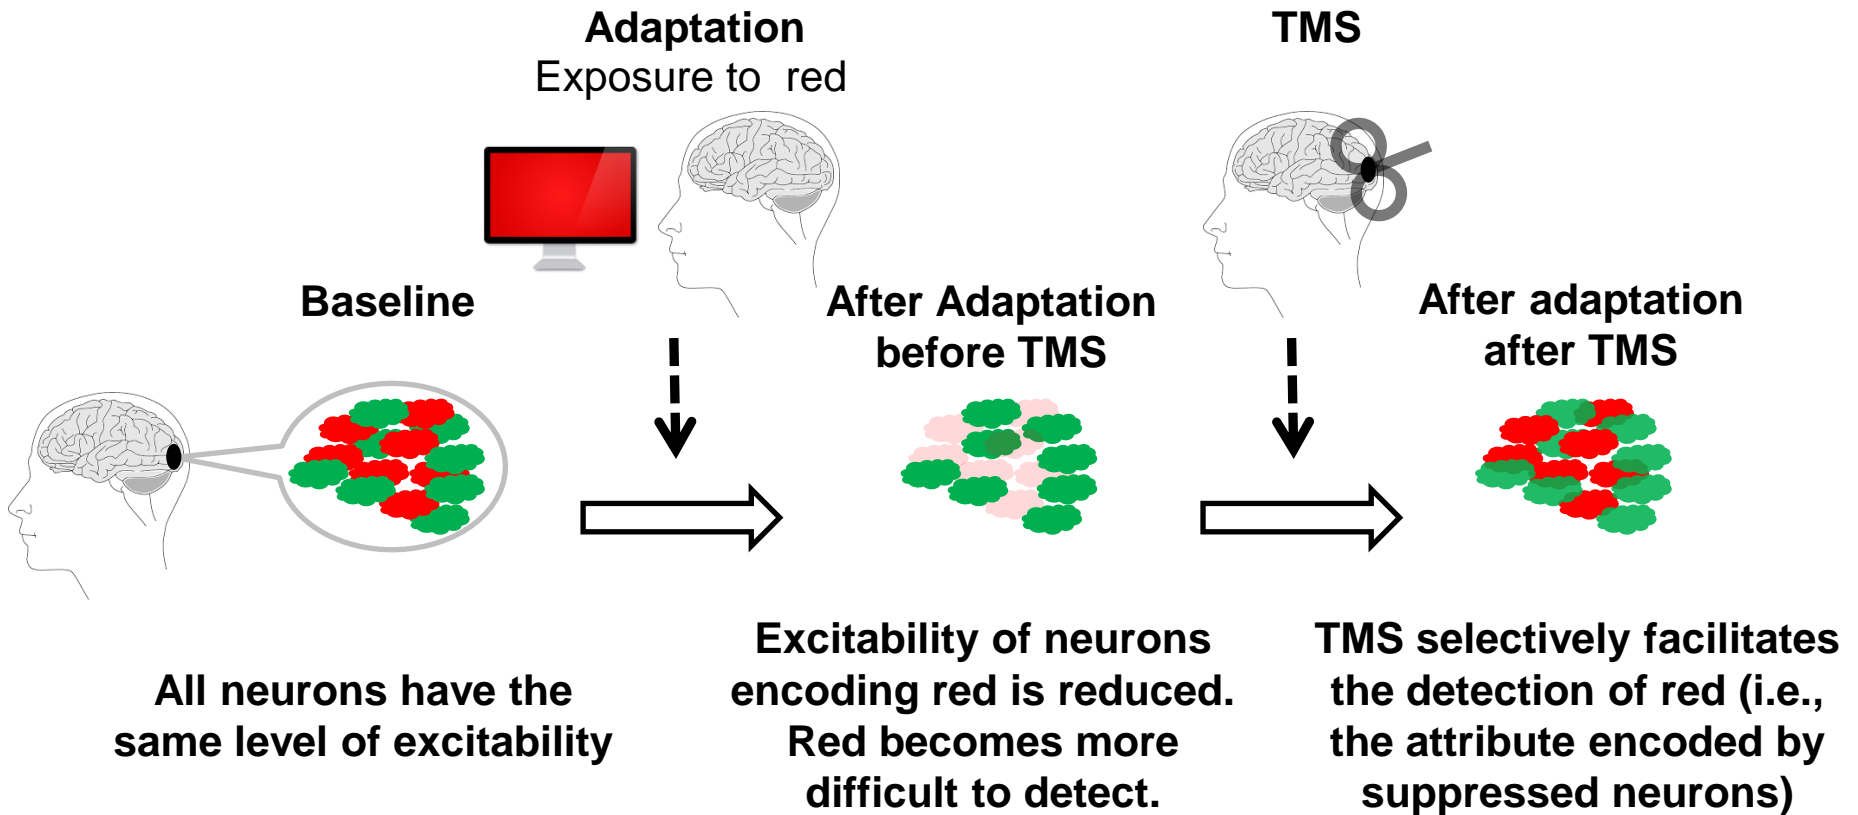 Adaptation
Exposure to  red
TMS
Baseline
After Adaptation
before TMS
After adaptation
after TMS
All neurons have the
same level of excitability
Excitability of neurons
encoding red is reduced.
Red becomes more
difficult to detect.
TMS selectively facilitates
the detection of red (i.e.,
the attribute encoded by
suppressed neurons)